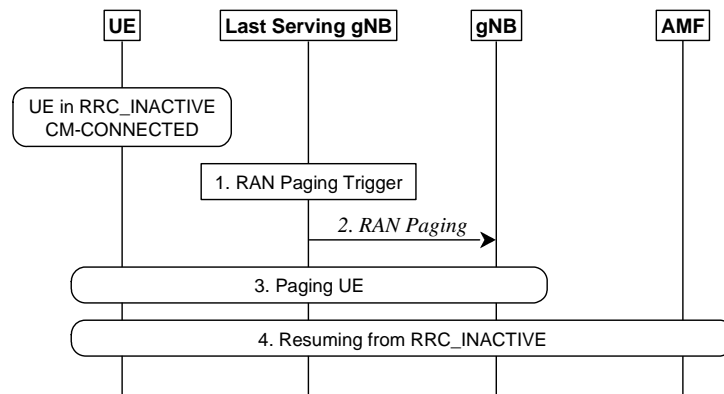 UE
Last Serving gNB
gNB
AMF
UE in RRC_INACTIVE
CM-CONNECTED
1. RAN Paging Trigger
2. RAN Paging
3. Paging UE
4. Resuming from RRC_INACTIVE